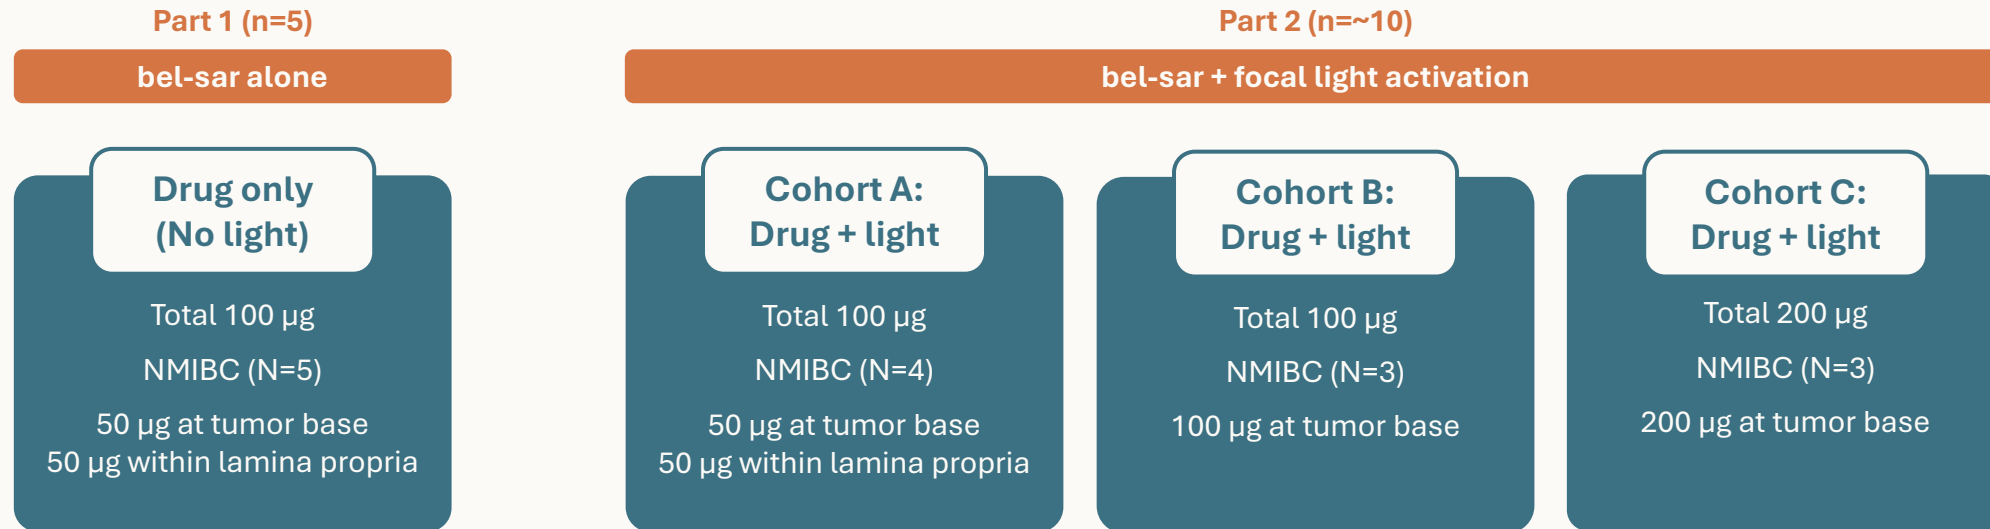 Part 1 (n=5)
bel-sar alone
Drug only
(No light)
Total 100 µg
NMIBC (N=5)
50 µg at tumor base
50 µg within lamina propria
Part 2 (n=~10)
bel-sar + focal light activation
Cohort A:
Drug + light
Total 100 µg
NMIBC (N=4)
50 µg at tumor base
50 µg within lamina propria
Cohort B:
Drug + light
Total 100 µg
NMIBC (N=3)
100 µg at tumor base
Cohort C:
Drug + light
Total 200 µg
NMIBC (N=3)
200 µg at tumor base